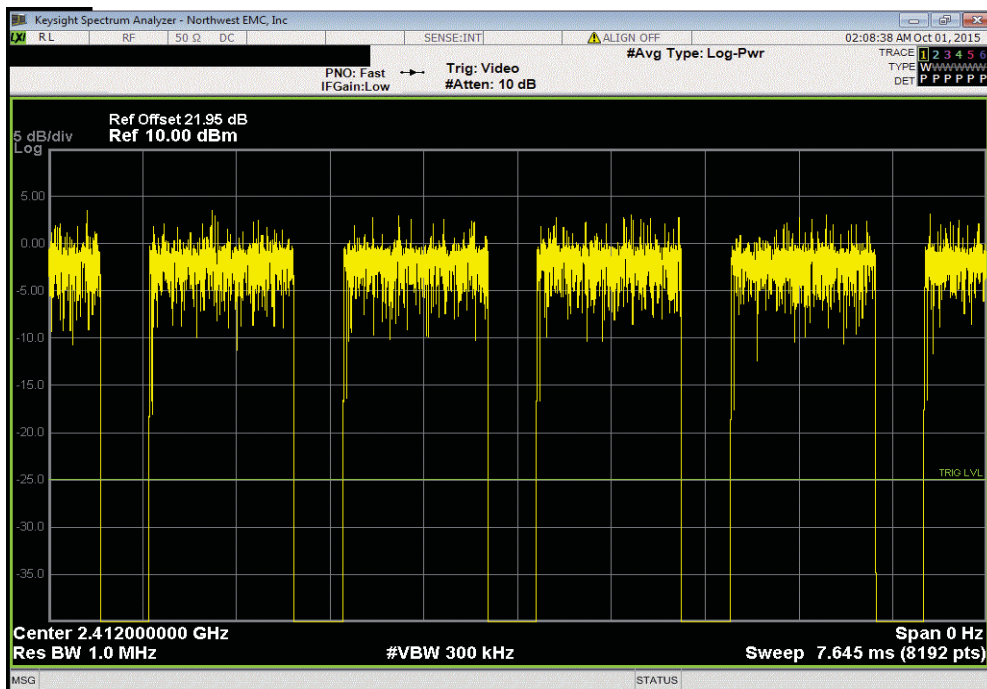 Keysight Spectrum Analyzer - Northwest EMC, Inc
LXI RL RF 50 Ω DC SENSE:INT ALIGN OFF 02:08:38 AM Oct 01, 2015
#Avg Type: Log-Pwr
TRACE 1 2 3 4 5 6
PNO: Fast Trig: Video
TYPE WWWWWW
IFGain:Low #Atten: 10 dB
DET P P P P P P
Ref Offset 21.95 dB
5 dB/div Ref 10.00 dBm
Log
5.00
0.00
-5.00
-10.0
-15.0
-20.0
TRIG LVL
-25.0
-30.0
-35.0
Center 2.412000000 GHz Span 0 Hz
Res BW 1.0 MHz #VBW 300 kHz Sweep 7.645 ms (8192 pts)
MSG STATUS